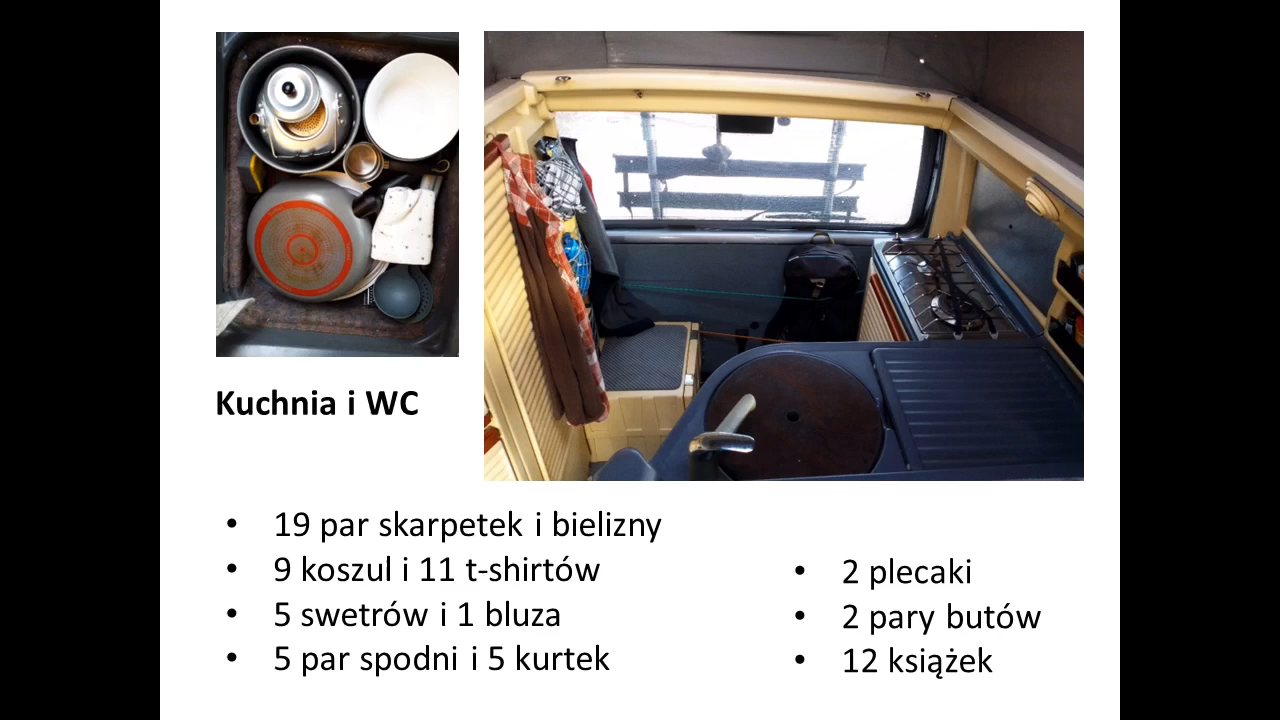 Kuchnia i WC
• 19 par skarpetek i bielizny
• 9 koszul i 11 t-shirtów
• 5 swetrów i 1 bluza
• 5 par spodni i 5 kurtek
• 2 plecaki
• 2 pary butów
• 12 książek